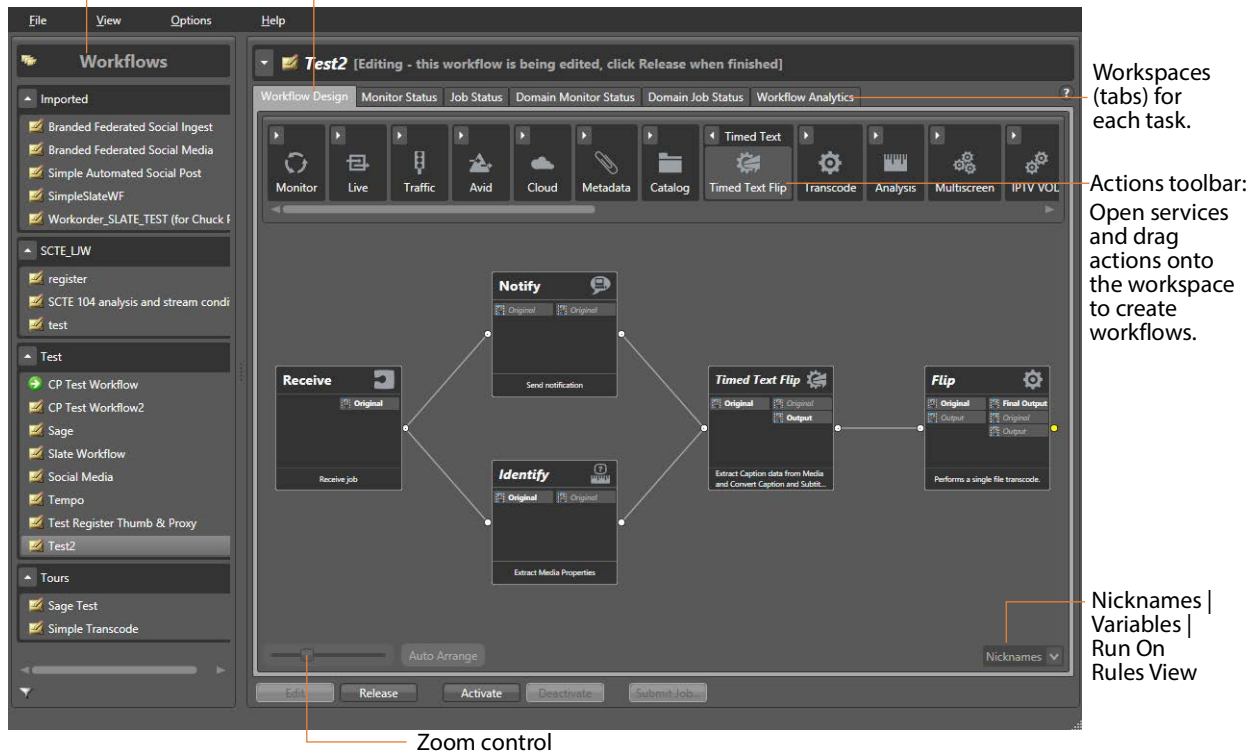 File View Options Help
Workflows
Imported
Branded Federated Social Ingest
Branded Federated Social Media
Simple Automated Social Post
SimpleSlateWF
Workorder_SLATE_TEST (for Chuck
SCTE_LJW
register
SCTE 104 analysis and stream condi
test
Test
CP Test Workflow
CP Test Workflow2
Sage
Slate Workflow
Social Media
Tempo
Test Register Thumb & Proxy
Test2
Tours
Sage Test
Simple Transcode
Test2 [Editing - this workflow is being edited, click Release when finished]
Workflow Design Monitor Status Job Status Domain Monitor Status Domain Job Status Workflow Analytics ?
Timed Text
Monitor Live Traffic Avid Cloud Metadata Catalog Timed Text Flip Transcode Analysis Multiscreen IPTV VOD
Receive
Original
Receive job
Notify
Original Original
Send notification
Identify
Original Original
Extract Media Properties
Timed Text Flip
Original Original
Output
Extract Caption data from Media
and Convert Caption and Subtit...
Flip
Original Final Output
Output Original
Output
Performs a single file transcode.
Auto Arrange
Nicknames
Edit Release Activate Deactivate Submit Job...
Workspaces
(tabs) for
each task.
Actions toolbar:
Open services
and drag
actions onto
the workspace
to create
workflows.
Nicknames |
Variables |
Run On
Rules View
Zoom control